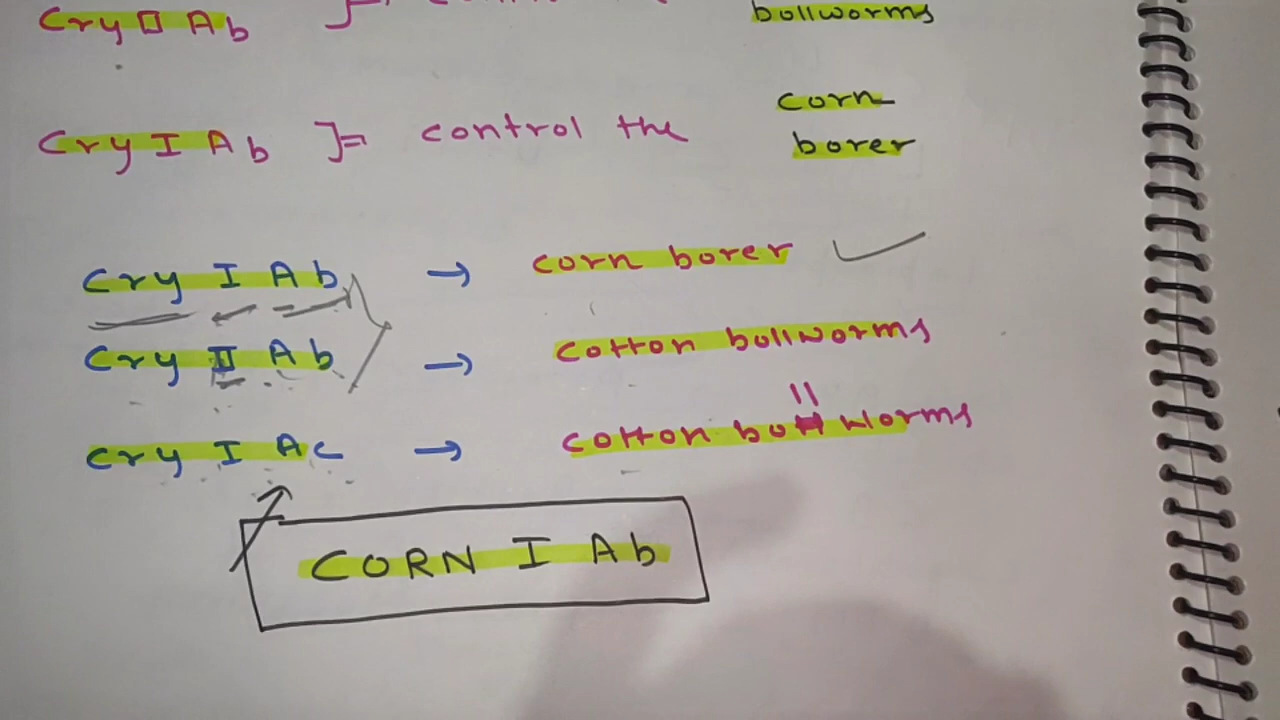 Cry II Ab ]= bollworms
Cry I Ab ]= control the corn borer
Cry I Ab → corn borer
Cry II Ab → cotton bollworms
Cry I Ac → cotton bollworms
CORN I Ab